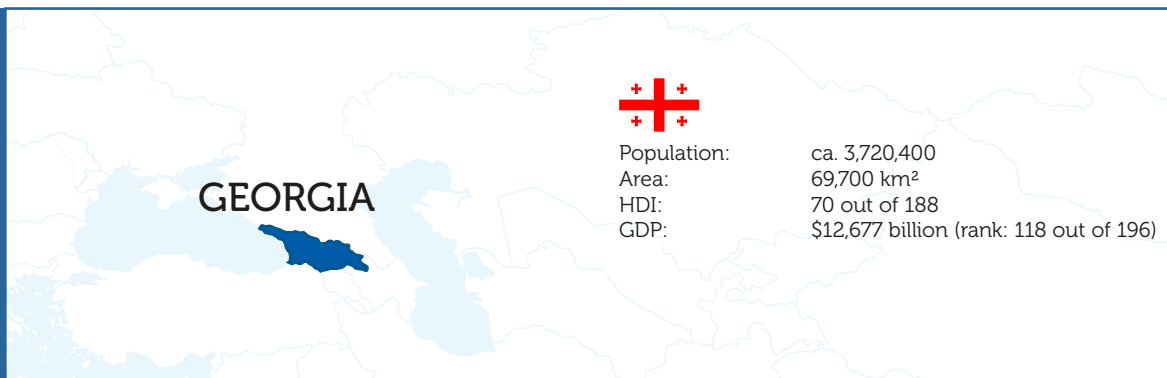 GEORGIA
Population: ca. 3,720,400
Area: 69,700 km²
HDI: 70 out of 188
GDP: $12,677 billion (rank: 118 out of 196)